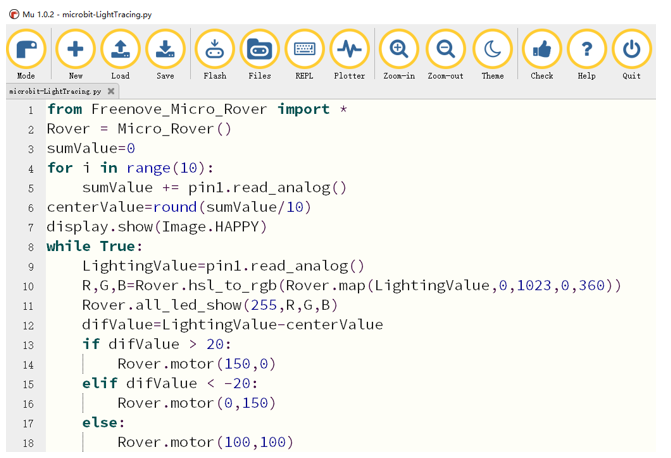 Mu 1.0.2 - microbit-LightTracing.py
Mode New Load Save Flash Files REPL Plotter Zoom-in Zoom-out Theme Check Help Quit
microbit-LightTracing.py
1 from Freenove_Micro_Rover import *
2 Rover = Micro_Rover()
3 sumValue=0
4 for i in range(10):
5     sumValue += pin1.read_analog()
6 centerValue=round(sumValue/10)
7 display.show(Image.HAPPY)
8 while True:
9     LightingValue=pin1.read_analog()
10     R,G,B=Rover.hsl_to_rgb(Rover.map(LightingValue,0,1023,0,360))
11     Rover.all_led_show(255,R,G,B)
12     difValue=LightingValue-centerValue
13     if difValue > 20:
14         Rover.motor(150,0)
15     elif difValue < -20:
16         Rover.motor(0,150)
17     else:
18         Rover.motor(100,100)